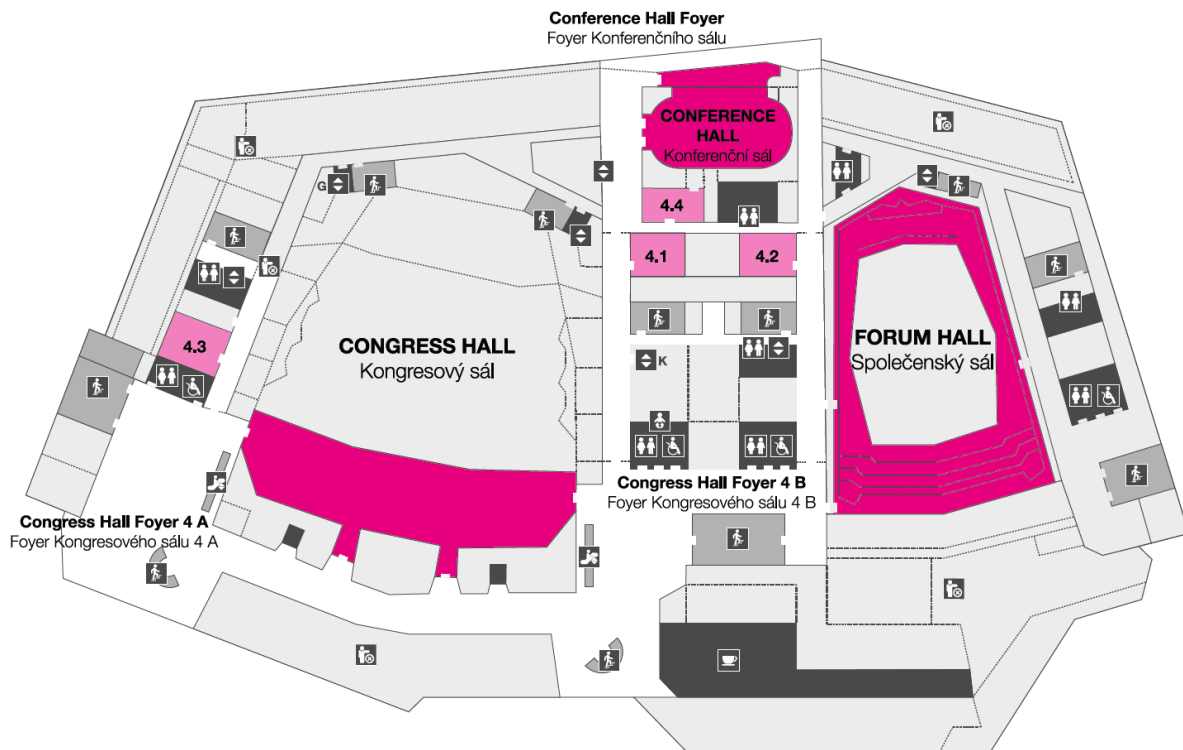 Conference Hall Foyer
Foyer Konferenčního sálu
CONFERENCE
HALL
Konferenční sál
G
4.4
4.1
4.2
4.3
CONGRESS HALL
Kongresový sál
K
FORUM HALL
Společenský sál
Congress Hall Foyer 4 B
Foyer Kongresového sálu 4 B
Congress Hall Foyer 4 A
Foyer Kongresového sálu 4 A